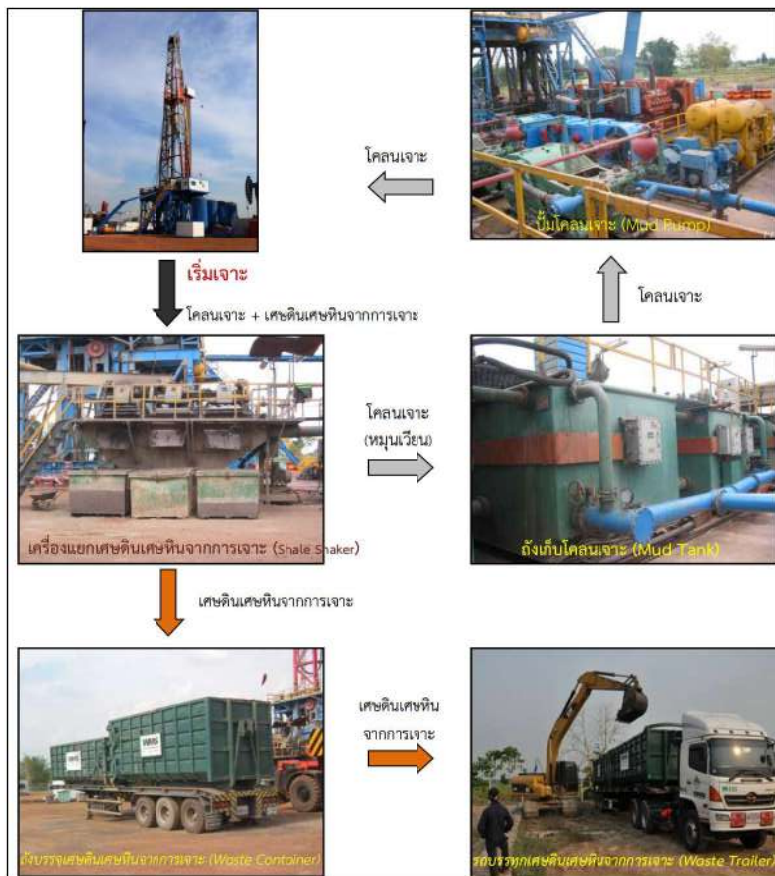 โคลนเจาะ
ปั๊มโคลนเจาะ (Mud Pump)
เริ่มเจาะ
โคลนเจาะ + เศษดินเศษหินจากการเจาะ
โคลนเจาะ
โคลนเจาะ
(หมุนเวียน)
เครื่องแยกเศษดินเศษหินจากการเจาะ (Shale Shaker)
ถังเก็บโคลนเจาะ (Mud Tank)
เศษดินเศษหินจากการเจาะ
เศษดินเศษหิน
จากการเจาะ
ถังบรรจุเศษดินเศษหินจากการเจาะ (Waste Container)
รถบรรทุกเศษดินเศษหินจากการเจาะ (Waste Trailer)